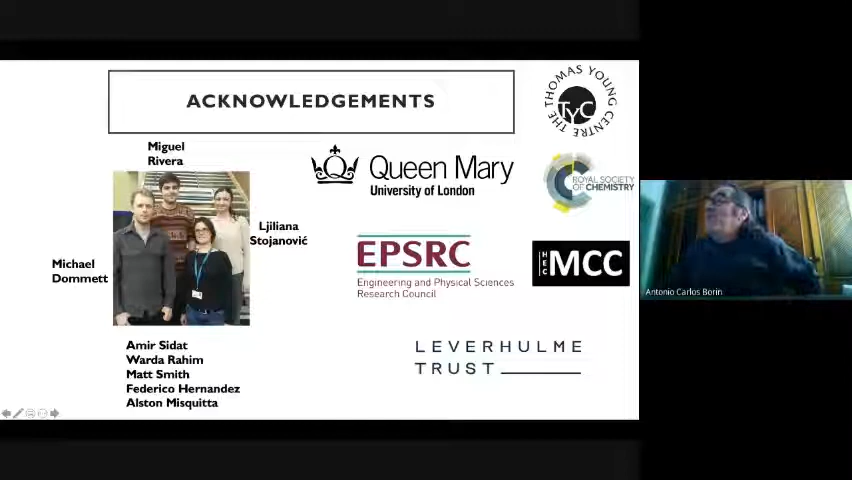 ACKNOWLEDGEMENTS
THE THOMAS YOUNG CENTRE
TYC
Miguel
Rivera
Queen Mary
University of London
ROYAL SOCIETY
OF CHEMISTRY
Ljiliana
Stojanović
Michael
Dommett
EPSRC
Engineering and Physical Sciences
Research Council
HEC
MCC
Antonio Carlos Borin
LEVERHULME
TRUST
Amir Sidat
Warda Rahim
Matt Smith
Federico Hernandez
Alston Misquitta